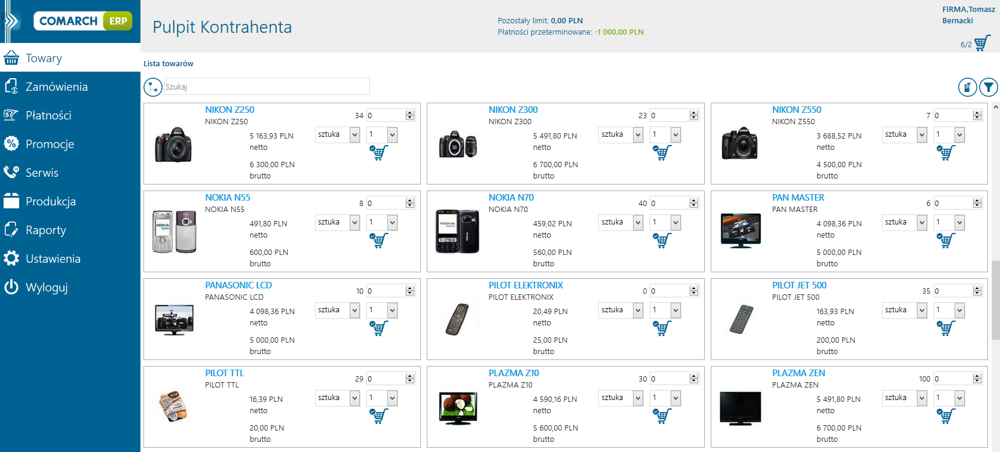 COMARCH ERP
Towary
Zamówienia
Płatności
Promocje
Serwis
Produkcja
Raporty
Ustawienia
Wyloguj
Pulpit Kontrahenta
Pozostały limit: 0,00 PLN
Płatności przeterminowane: -1 000,00 PLN
FIRMA,Tomasz
Bernacki
6/2
Lista towarów
Szukaj
NIKON Z250
NIKON Z250
34 0
5 163,93 PLN
netto
sztuka 1
6 300,00 PLN
brutto
NIKON Z300
NIKON Z300
23 0
5 491,80 PLN
netto
sztuka 1
6 700,00 PLN
brutto
NIKON Z550
NIKON Z550
7 0
3 688,52 PLN
netto
sztuka 1
4 500,00 PLN
brutto
NOKIA N55
NOKIA N55
8 0
491,80 PLN
netto
sztuka 1
600,00 PLN
brutto
NOKIA N70
NOKIA N70
40 0
459,02 PLN
netto
sztuka 1
560,00 PLN
brutto
PAN MASTER
PAN MASTER
6 0
4 098,36 PLN
netto
sztuka 1
5 000,00 PLN
brutto
PANASONIC LCD
PANASONIC LCD
10 0
4 098,36 PLN
netto
sztuka 1
5 000,00 PLN
brutto
PILOT ELEKTRONIX
PILOT ELEKTRONIX
0 0
20,49 PLN
netto
sztuka 1
25,00 PLN
brutto
PILOT JET 500
PILOT JET 500
35 0
163,93 PLN
netto
sztuka 1
200,00 PLN
brutto
PILOT TTL
PILOT TTL
29 0
16,39 PLN
netto
sztuka 1
20,00 PLN
brutto
PLAZMA Z10
PLAZMA Z10
30 0
4 590,16 PLN
netto
sztuka 1
5 600,00 PLN
brutto
PLAZMA ZEN
PLAZMA ZEN
100 0
5 491,80 PLN
netto
sztuka 1
6 700,00 PLN
brutto